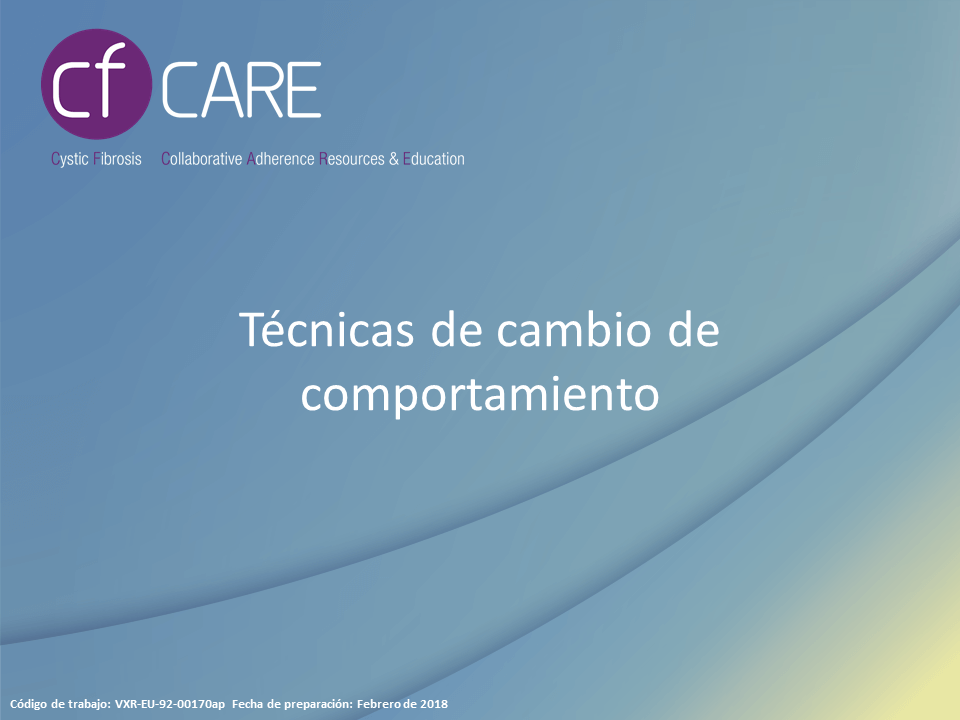 cf CARE
Cystic Fibrosis Collaborative Adherence Resources & Education
Técnicas de cambio de
comportamiento
Código de trabajo: VXR-EU-92-00170ap Fecha de preparación: Febrero de 2018